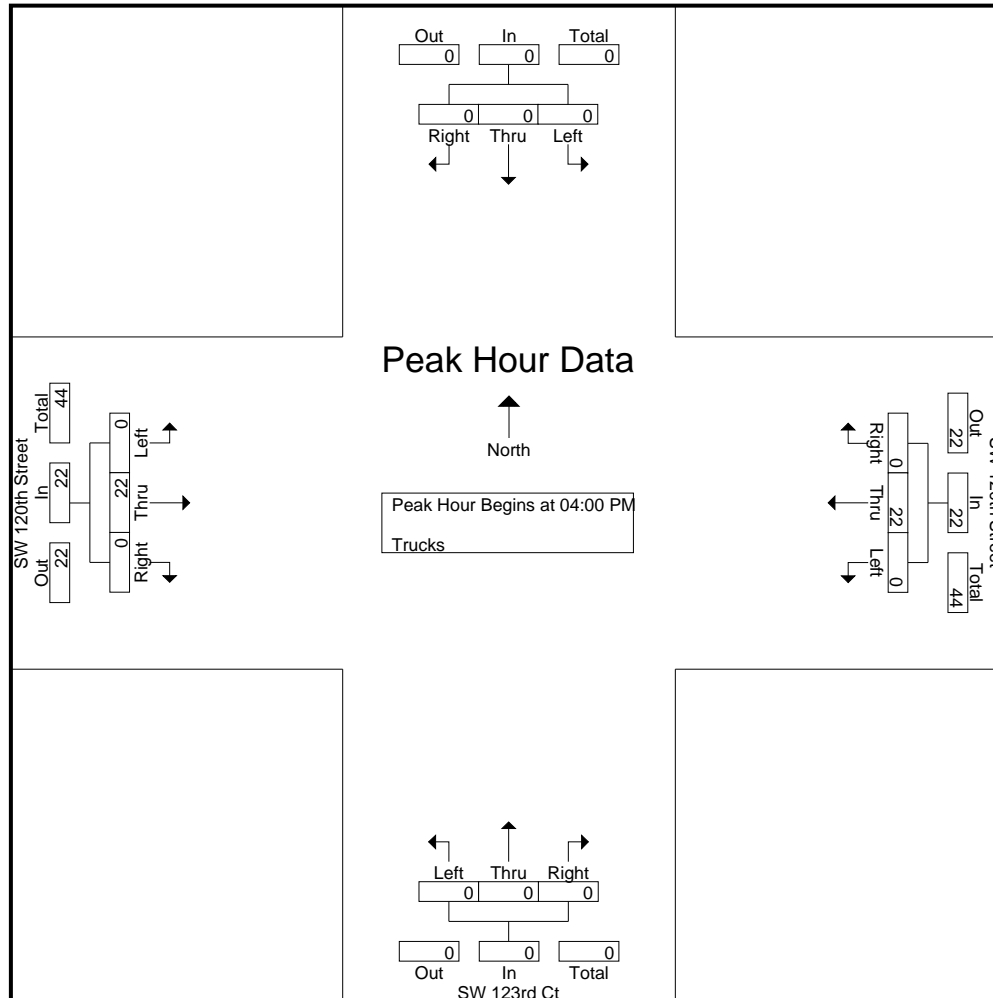 Out In Total
0 0 0
0 0 0
Right Thru Left
Peak Hour Data
North
Peak Hour Begins at 04:00 PM
Trucks
SW 120th Street
Total In Out
44 22 22
0 22 0
Left Thru Right
Right Thru Left
0 22 0
22 22 44
Out In Total
Left Thru Right
0 0 0
0 0 0
Out In Total
SW 123rd Ct